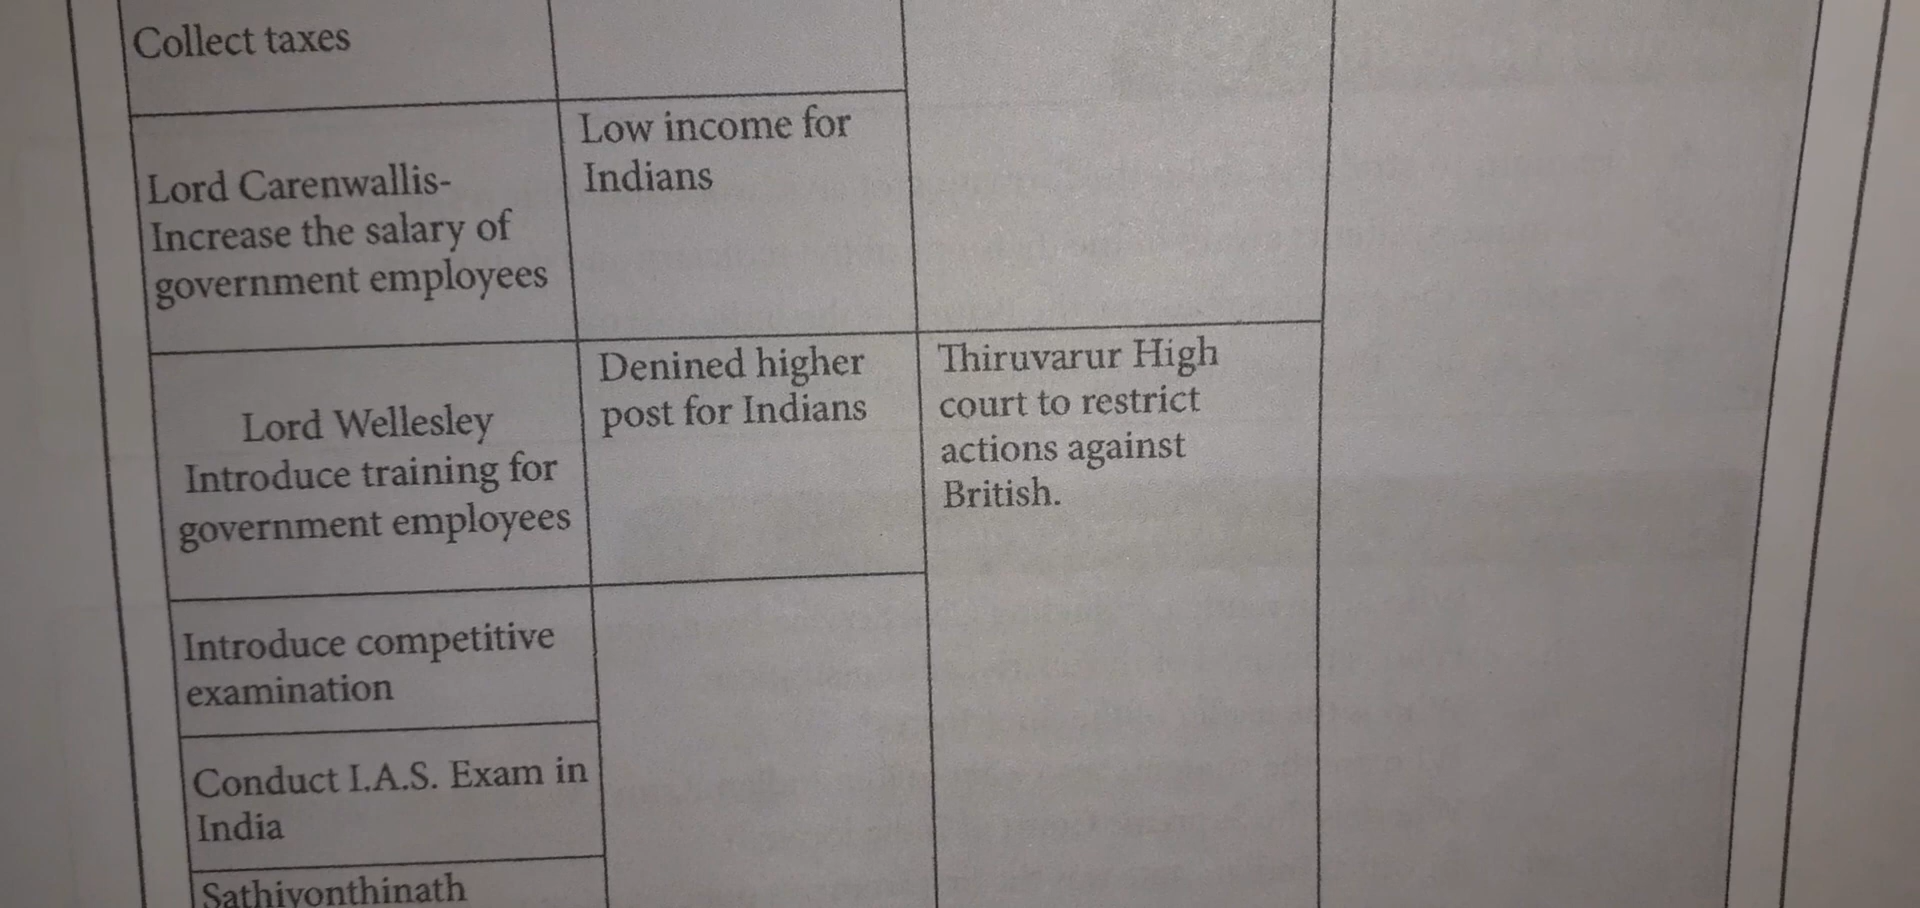 Collect taxes
Lord Carenwallis-
Increase the salary of
government employees
Low income for
Indians
Lord Wellesley
Introduce training for
government employees
Denined higher
post for Indians
Thiruvarur High
court to restrict
actions against
British.
Introduce competitive
examination
Conduct I.A.S. Exam in
India
Sathiyonthinath